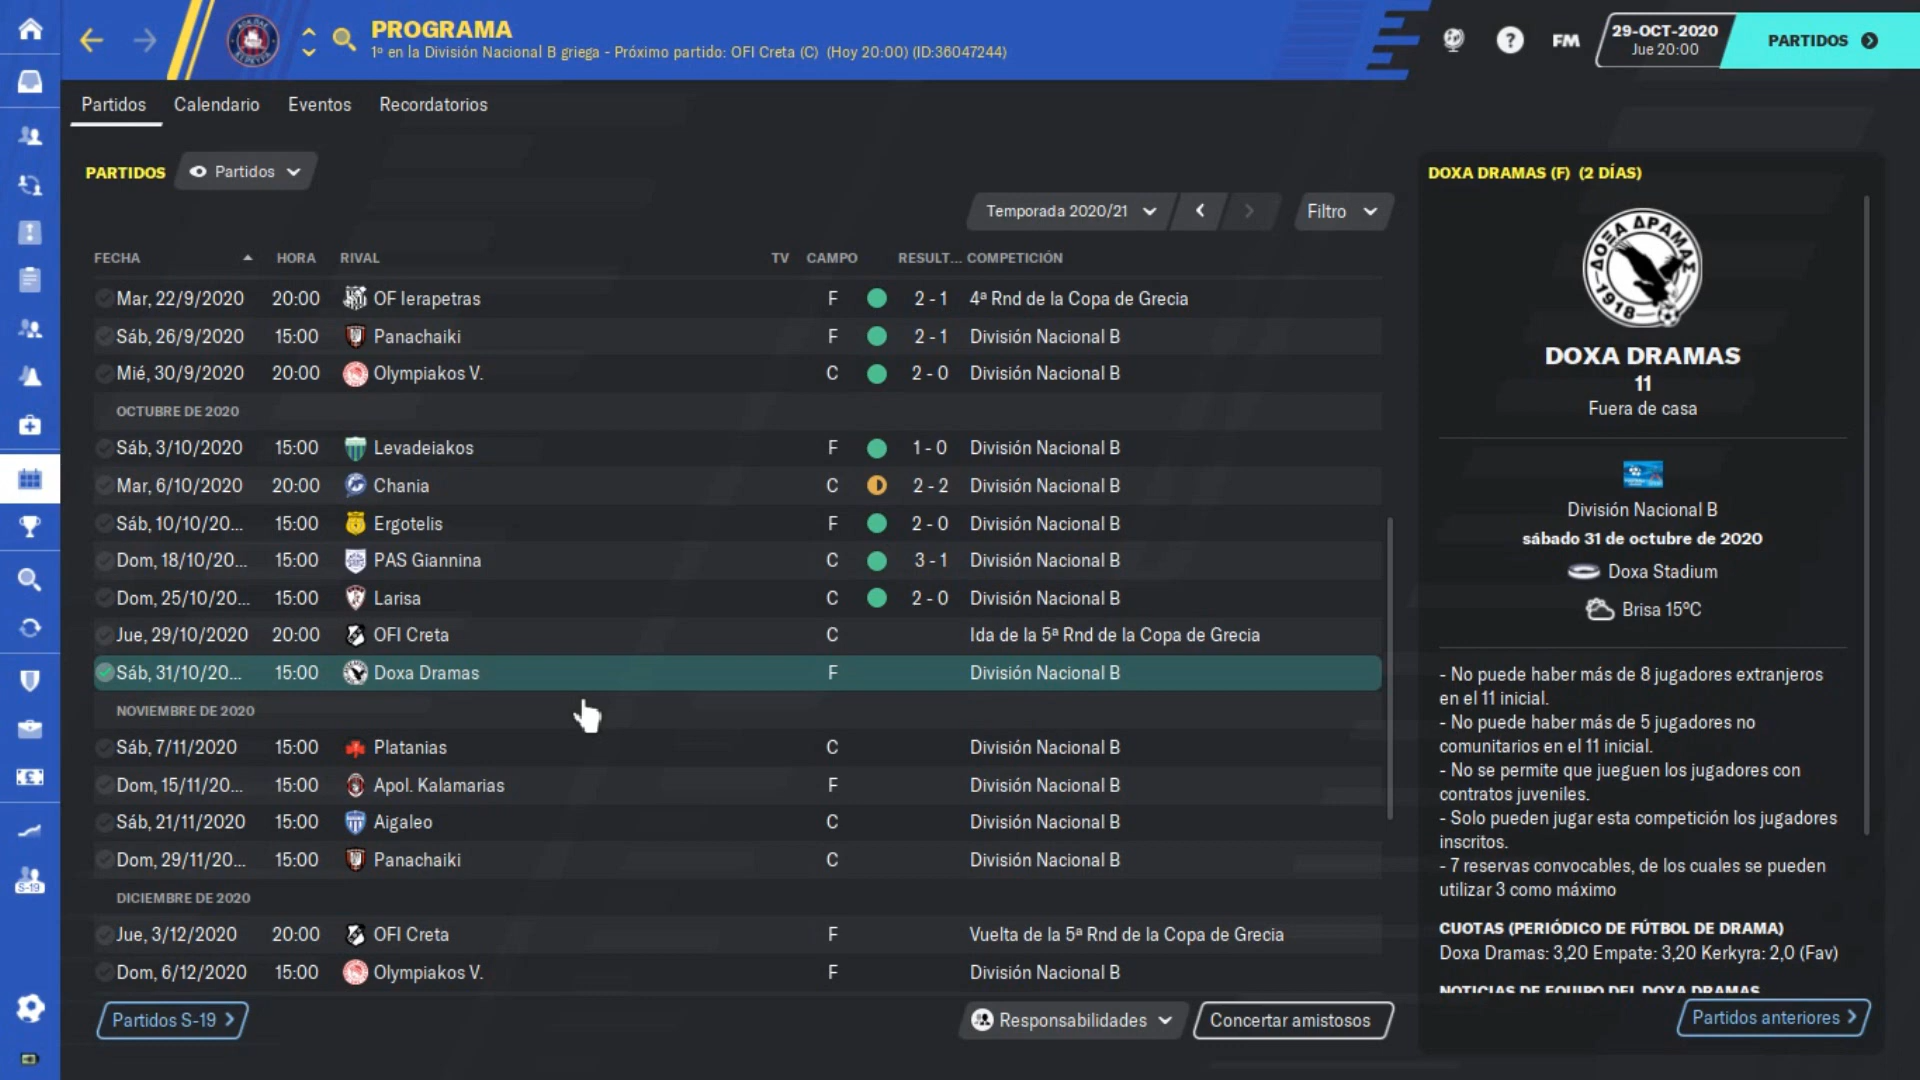 PROGRAMA
1º en la División Nacional B griega - Próximo partido: OFI Creta (C) (Hoy 20:00) (ID:36047244)
FM
29-OCT-2020
Jue 20:00
PARTIDOS
Partidos Calendario Eventos Recordatorios
PARTIDOS Partidos
Temporada 2020/21 Filtro
FECHA HORA RIVAL TV CAMPO RESULT... COMPETICIÓN
Mar, 22/9/2020 20:00 OF Ierapetras F 2 - 1 4ª Rnd de la Copa de Grecia
Sáb, 26/9/2020 15:00 Panachaiki F 2 - 1 División Nacional B
Mié, 30/9/2020 20:00 Olympiakos V. C 2 - 0 División Nacional B
OCTUBRE DE 2020
Sáb, 3/10/2020 15:00 Levadeiakos F 1 - 0 División Nacional B
Mar, 6/10/2020 20:00 Chania C 2 - 2 División Nacional B
Sáb, 10/10/20... 15:00 Ergotelis F 2 - 0 División Nacional B
Dom, 18/10/20... 15:00 PAS Giannina C 3 - 1 División Nacional B
Dom, 25/10/20... 15:00 Larisa C 2 - 0 División Nacional B
Jue, 29/10/2020 20:00 OFI Creta C Ida de la 5ª Rnd de la Copa de Grecia
Sáb, 31/10/20... 15:00 Doxa Dramas F División Nacional B
NOVIEMBRE DE 2020
Sáb, 7/11/2020 15:00 Platanias C División Nacional B
Dom, 15/11/20... 15:00 Apol. Kalamarias F División Nacional B
Sáb, 21/11/2020 15:00 Aigaleo C División Nacional B
Dom, 29/11/20... 15:00 Panachaiki C División Nacional B
DICIEMBRE DE 2020
Jue, 3/12/2020 20:00 OFI Creta F Vuelta de la 5ª Rnd de la Copa de Grecia
Dom, 6/12/2020 15:00 Olympiakos V. F División Nacional B
Partidos S-19
Responsabilidades
Concertar amistosos
S-19
DOXA DRAMAS (F) (2 DÍAS)
ΔΟΞΑ ΔΡΑΜΑΣ
1918
DOXA DRAMAS
11
Fuera de casa
División Nacional B
sábado 31 de octubre de 2020
Doxa Stadium
Brisa 15ºC
- No puede haber más de 8 jugadores extranjeros
en el 11 inicial.
- No puede haber más de 5 jugadores no
comunitarios en el 11 inicial.
- No se permite que jueguen los jugadores con
contratos juveniles.
- Solo pueden jugar esta competición los jugadores
inscritos.
- 7 reservas convocables, de los cuales se pueden
utilizar 3 como máximo
CUOTAS (PERIÓDICO DE FÚTBOL DE DRAMA)
Doxa Dramas: 3,20 Empate: 3,20 Kerkyra: 2,0 (Fav)
NOTICIAS DE EQUIPO DEL DOXA DRAMAS
Partidos anteriores